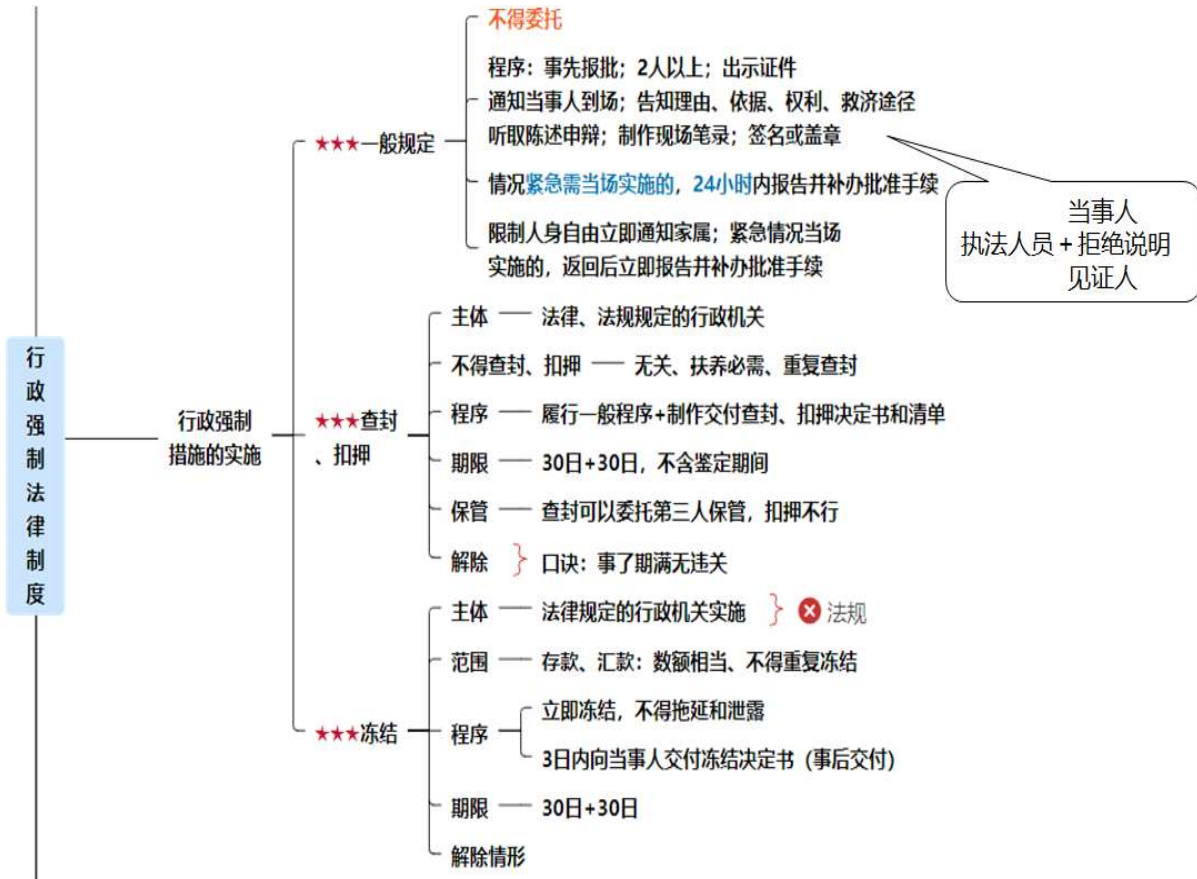 行政强制法律制度
行政强制
措施的实施
★★★一般规定
不得委托
程序：事先报批；2人以上；出示证件
通知当事人到场；告知理由、依据、权利、救济途径
听取陈述申辩；制作现场笔录；签名或盖章
情况紧急需当场实施的，24小时内报告并补办批准手续
限制人身自由立即通知家属；紧急情况当场
实施的，返回后立即报告并补办批准手续
当事人
执法人员+拒绝说明
见证人
★★★查封
、扣押
主体
法律、法规规定的行政机关
不得查封、扣押
无关、扶养必需、重复查封
程序
履行一般程序+制作交付查封、扣押决定书和清单
期限
30日+30日，不含鉴定期间
保管
查封可以委托第三人保管，扣押不行
解除
口诀：事了期满无违关
★★★冻结
主体
法律规定的行政机关实施
法规
范围
存款、汇款：数额相当、不得重复冻结
程序
立即冻结，不得拖延和泄露
3日内向当事人交付冻结决定书（事后交付）
期限
30日+30日
解除情形